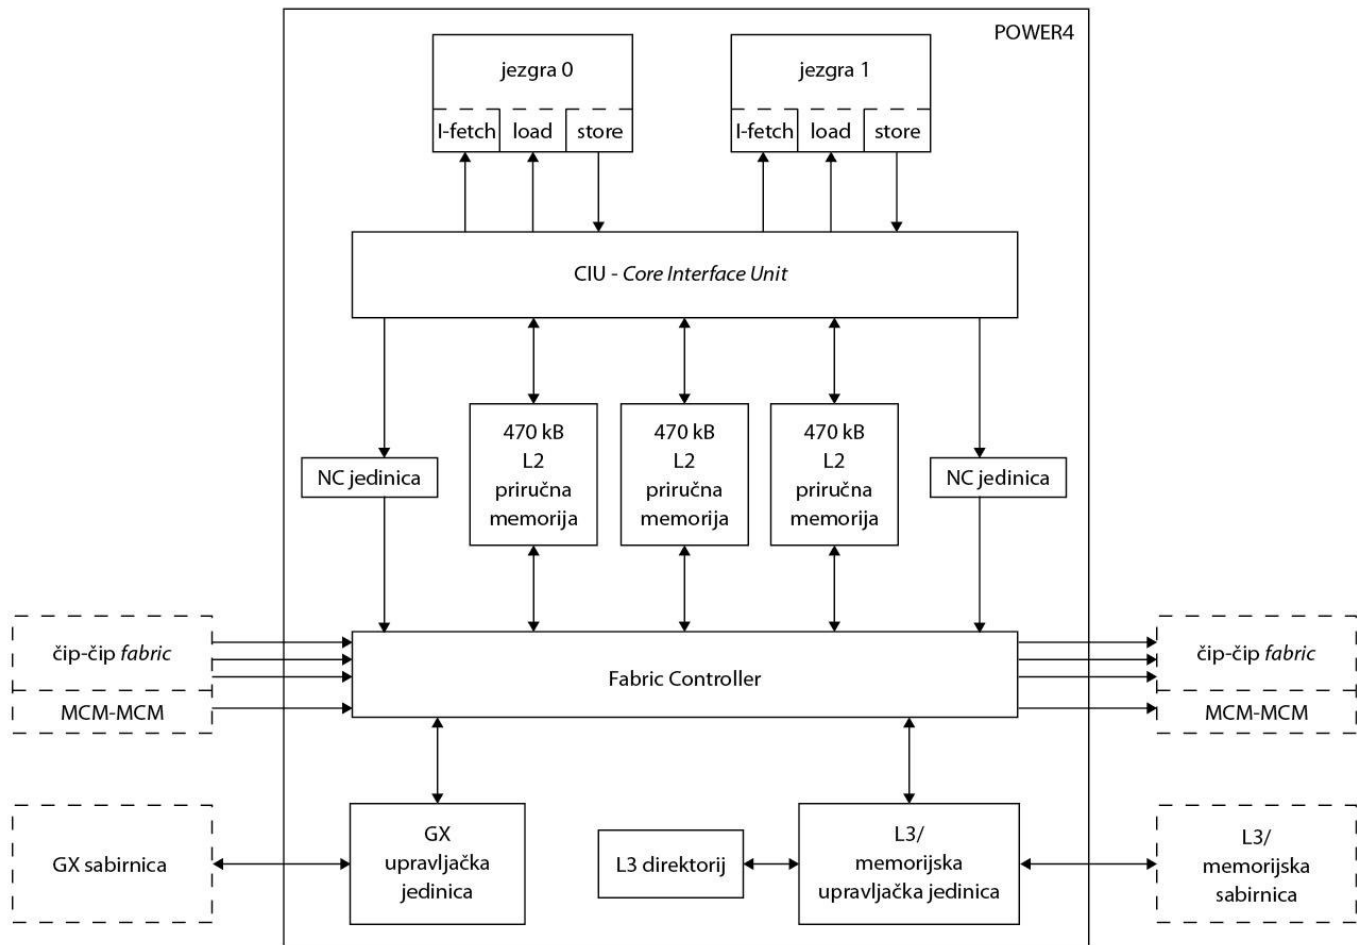 POWER4
jezgra 0
jezgra 1
I-fetch load store
I-fetch load store
CIU - Core Interface Unit
NC jedinica
470 kB
L2
priručna
memorija
470 kB
L2
priručna
memorija
470 kB
L2
priručna
memorija
NC jedinica
čip-čip fabric
MCM-MCM
Fabric Controller
čip-čip fabric
MCM-MCM
GX sabirnica
GX
upravljačka
jedinica
L3 direktorij
L3/
memorijska
upravljačka jedinica
L3/
memorijska
sabirnica